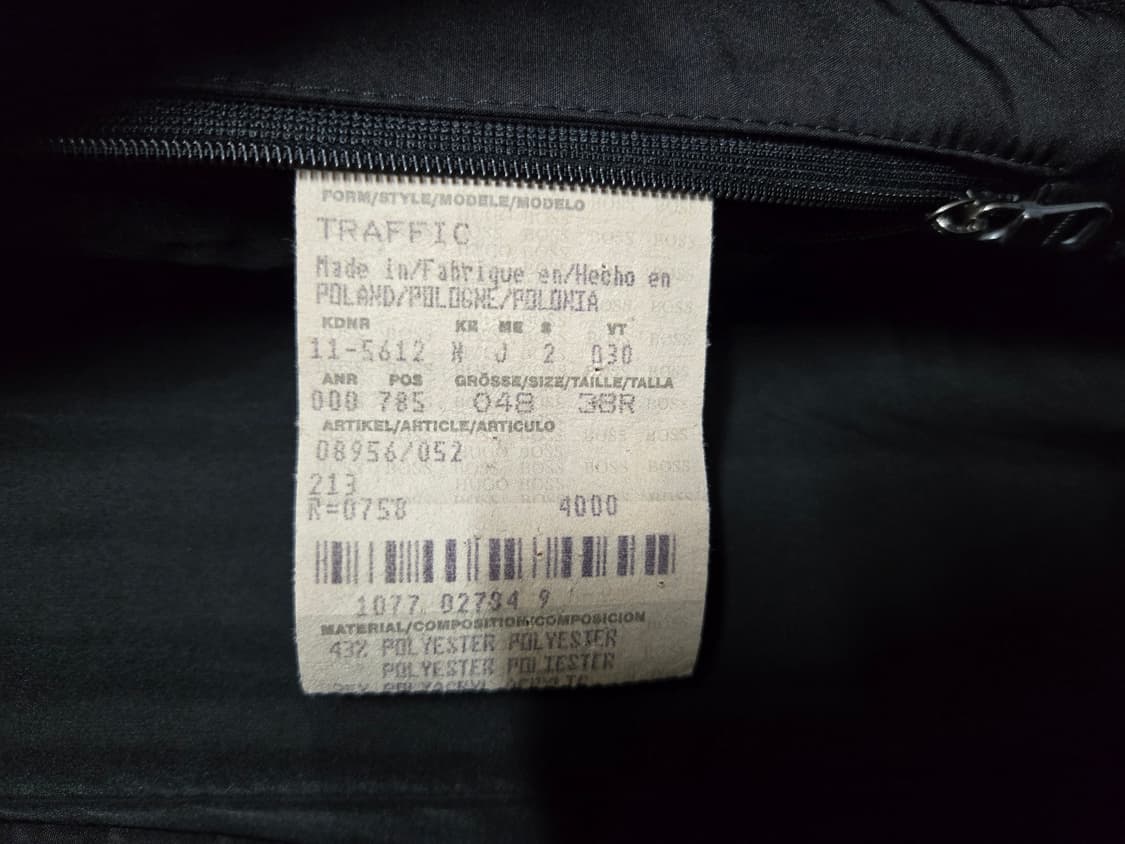 FORM/STYLE/MODELE/MODELO
TRAFFIC
Made in/Fabrique en/Hecho en
POLAND/POLOGNE/POLONIA
KDNR KR ME S VT
11-5612 N J 2 030
ANR POS GRÖSSE/SIZE/TAILLE/TALLA
000 785 048 38R
ARTIKEL/ARTICLE/ARTICULO
08956/052
213
R=0758 4000
1077 02794 9
MATERIAL/COMPOSITION/COMPOSICION
43% POLYESTER POLYESTER
POLYESTER POLIESTER
POLYACRYL ACRYLIC